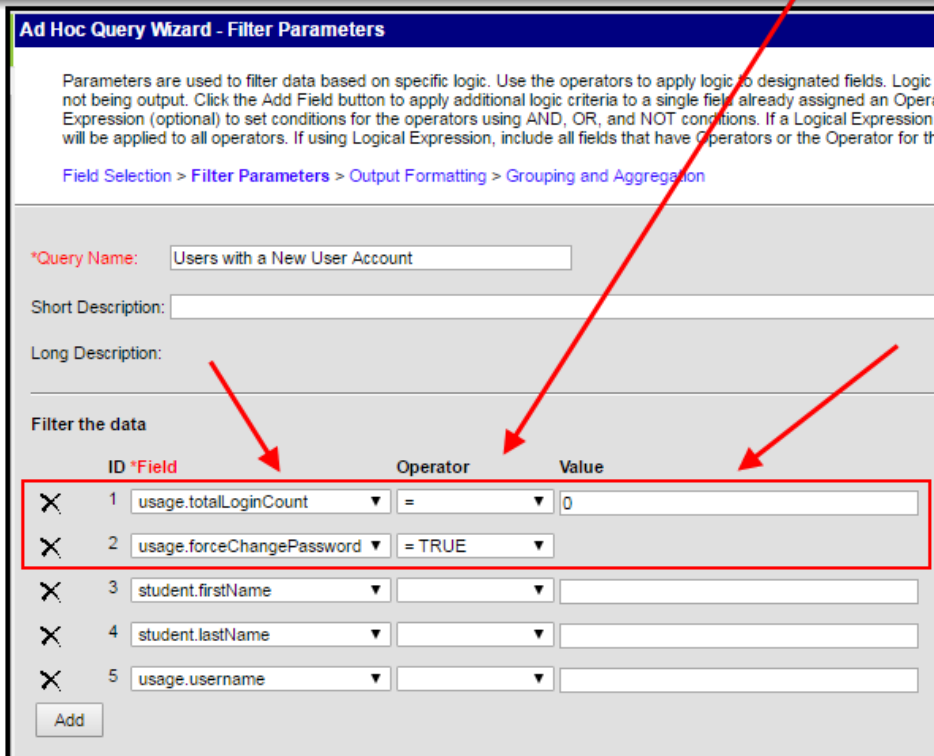 Ad Hoc Query Wizard - Filter Parameters
Parameters are used to filter data based on specific logic. Use the operators to apply logic to designated fields. Logic
not being output. Click the Add Field button to apply additional logic criteria to a single field already assigned an Opera
Expression (optional) to set conditions for the operators using AND, OR, and NOT conditions. If a Logical Expression
will be applied to all operators. If using Logical Expression, include all fields that have Operators or the Operator for th
Field Selection > Filter Parameters > Output Formatting > Grouping and Aggregation
*Query Name: Users with a New User Account
Short Description:
Long Description:
Filter the data
ID *Field Operator Value
1 usage.totalLoginCount = 0
2 usage.forceChangePassword = TRUE
3 student.firstName
4 student.lastName
5 usage.username
Add